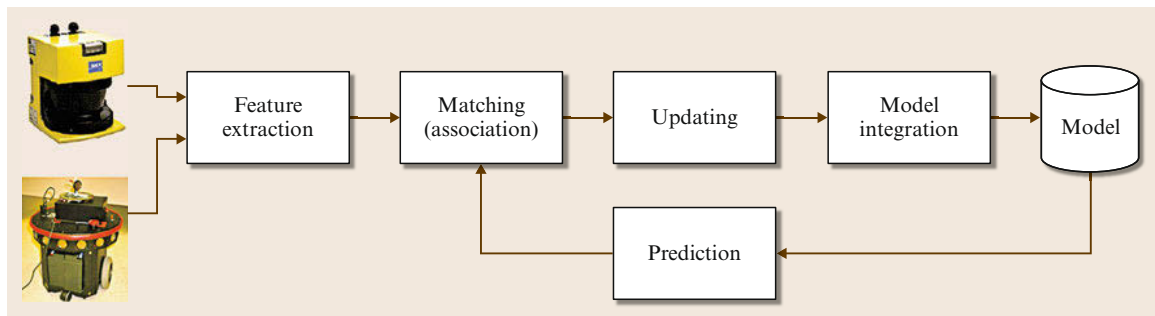 Feature
extraction
Matching
(association)
Updating
Model
integration
Model
Prediction